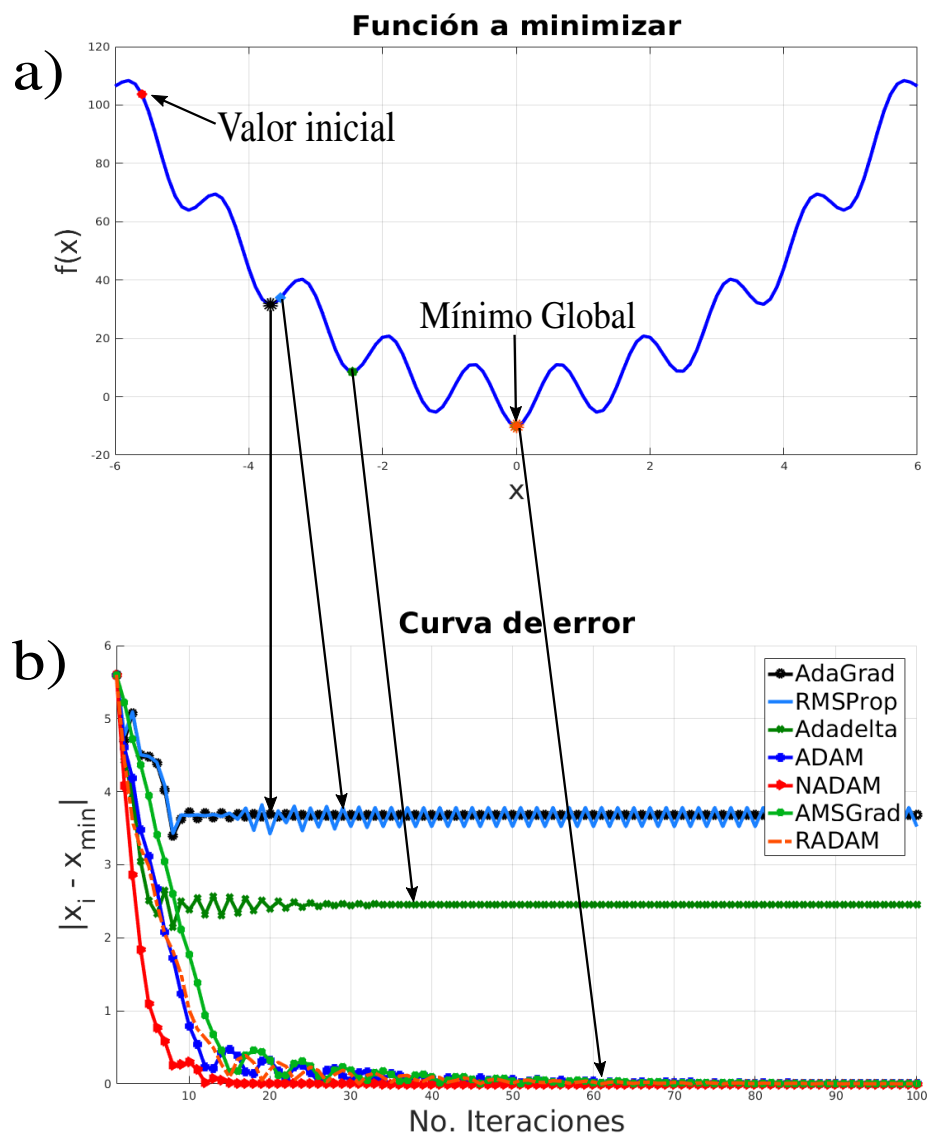 Función a minimizar
a)
120
100
80
60
40
20
0
-20
f(x)
Valor inicial
Mínimo Global
-6 -4 -2 0 2 4 6
x
Curva de error
b)
6
5
4
3
2
1
0
|x_i - x_min|
AdaGrad
RMSProp
Adadelta
ADAM
NADAM
AMSGrad
RADAM
10 20 30 40 50 60 70 80 90 100
No. Iteraciones